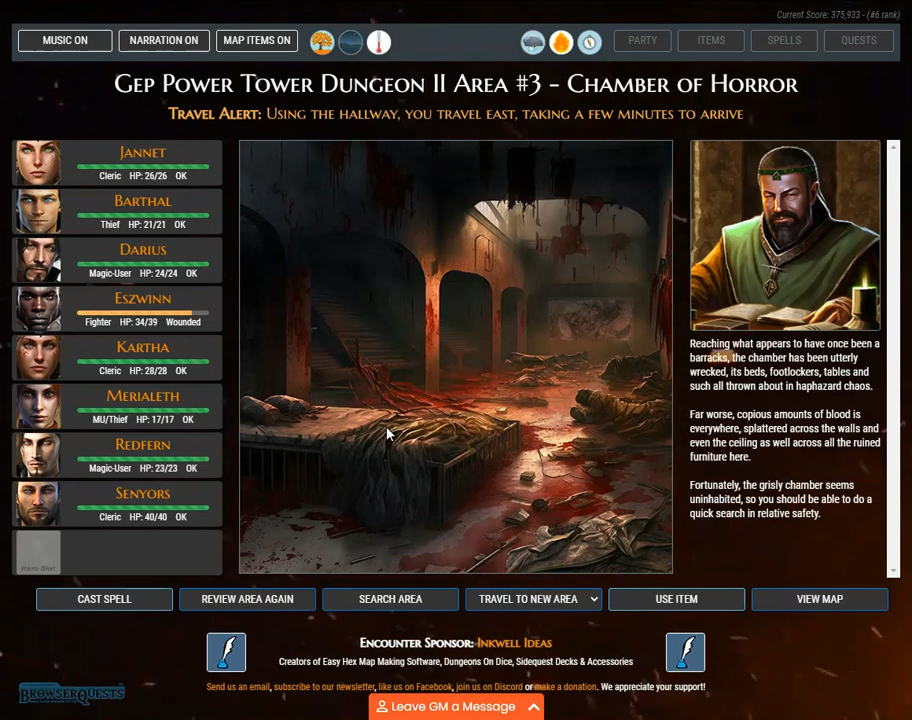 Current Score: 375,933 - (#6 rank)
MUSIC ON
NARRATION ON
MAP ITEMS ON
PARTY
ITEMS
SPELLS
QUESTS
Gep Power Tower Dungeon II Area #3 - Chamber of Horror
Travel Alert: Using the hallway, you travel east, taking a few minutes to arrive
Jannet
Cleric HP: 26/26 OK
Barthal
Thief HP: 21/21 OK
Darius
Magic-User HP: 24/24 OK
Eszwinn
Fighter HP: 34/39 Wounded
Kartha
Cleric HP: 28/28 OK
Merialeth
MU/Thief HP: 17/17 OK
Redfern
Magic-User HP: 23/23 OK
Senyors
Cleric HP: 40/40 OK
Reaching what appears to have once been a
barracks, the chamber has been utterly
wrecked, its beds, footlockers, tables and
such all thrown about in haphazard chaos.
Far worse, copious amounts of blood is
everywhere, splattered across the walls and
even the ceiling as well across all the ruined
furniture here.
Fortunately, the grisly chamber seems
uninhabited, so you should be able to do a
quick search in relative safety.
CAST SPELL
REVIEW AREA AGAIN
SEARCH AREA
TRAVEL TO NEW AREA
USE ITEM
VIEW MAP
Encounter Sponsor: Inkwell Ideas
Creators of Easy Hex Map Making Software, Dungeons On Dice, Sidequest Decks & Accessories
Send us an email, subscribe to our newsletter, like us on Facebook, join us on Discord or make a donation. We appreciate your support!
BrowserQuests
Leave GM a Message